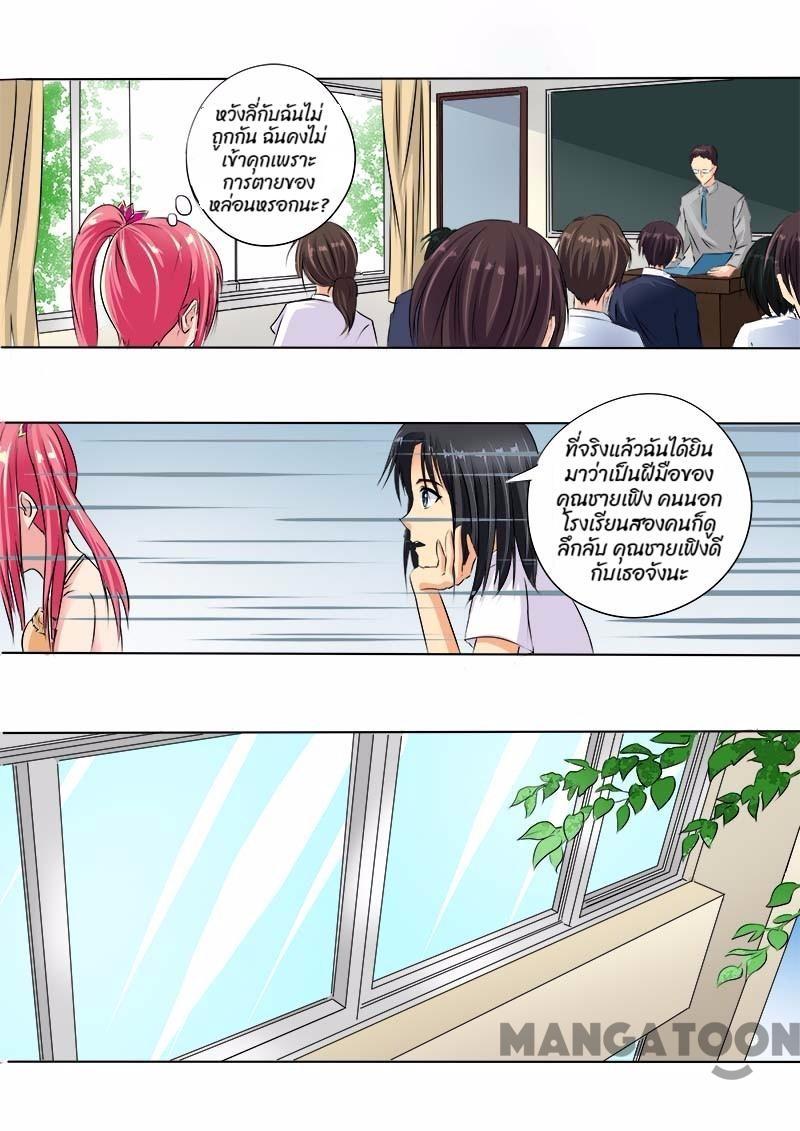 หวังลี่กับฉันไม่
ถูกกัน ฉันคงไม่
เข้าคุกเพราะ
การตายของ
หล่อนหรอกนะ?
ที่จริงแล้วฉันได้ยิน
มาว่าเป็นฝีมือของ
คุณชายเฟิง คนนอก
โรงเรียนสองคนก็ดู
ลึกลับ คุณชายเฟิงดี
กับเธอจังนะ
MANGATOON